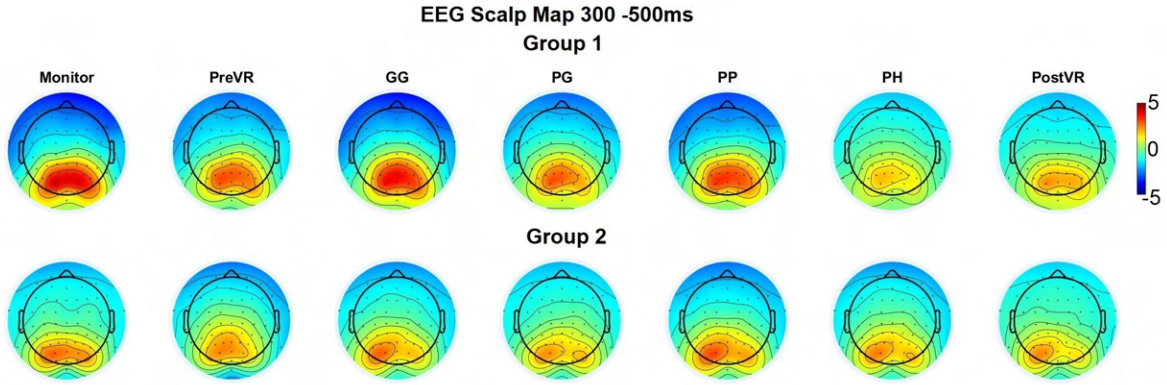 EEG Scalp Map 300 -500ms
Group 1
Monitor PreVR GG PG PP PH PostVR
5
0
-5
Group 2